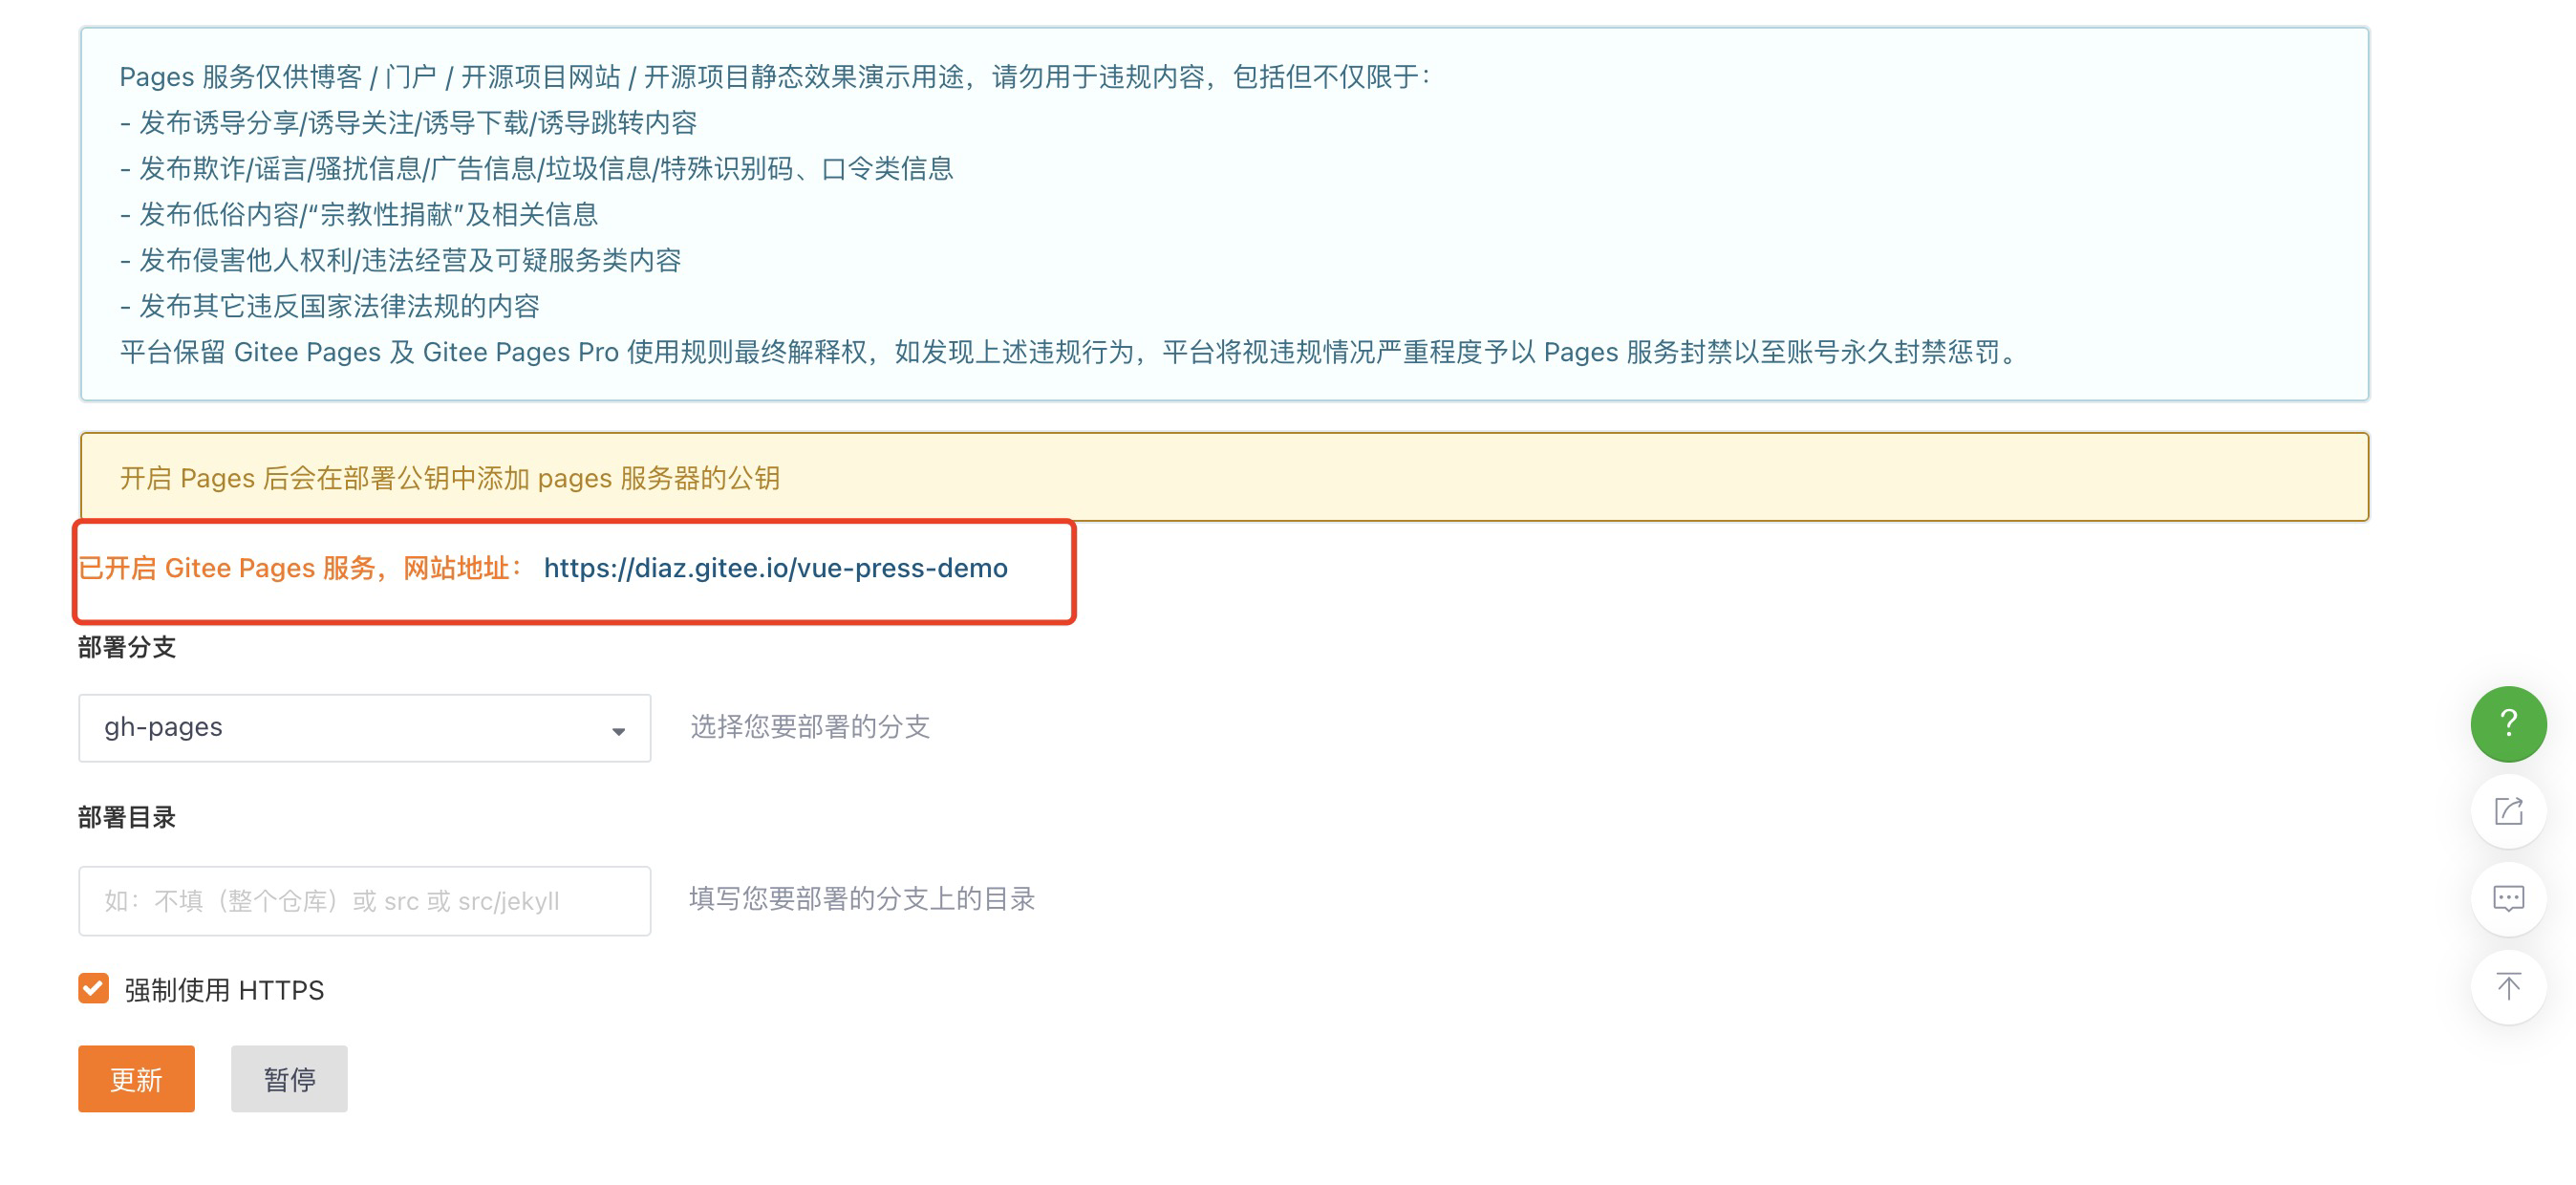 Pages 服务仅供博客 / 门户 / 开源项目网站 / 开源项目静态效果演示用途，请勿用于违规内容，包括但不仅限于：
- 发布诱导分享/诱导关注/诱导下载/诱导跳转内容
- 发布欺诈/谣言/骚扰信息/广告信息/垃圾信息/特殊识别码、口令类信息
- 发布低俗内容/“宗教性捐献”及相关信息
- 发布侵害他人权利/违法经营及可疑服务类内容
- 发布其它违反国家法律法规的内容
平台保留 Gitee Pages 及 Gitee Pages Pro 使用规则最终解释权，如发现上述违规行为，平台将视违规情况严重程度予以 Pages 服务封禁以至账号永久封禁惩罚。
开启 Pages 后会在部署公钥中添加 pages 服务器的公钥
已开启 Gitee Pages 服务，网站地址： https://diaz.gitee.io/vue-press-demo
部署分支
gh-pages 选择您要部署的分支
部署目录
如：不填（整个仓库）或 src 或 src/jekyll 填写您要部署的分支上的目录
强制使用 HTTPS
更新 暂停
?